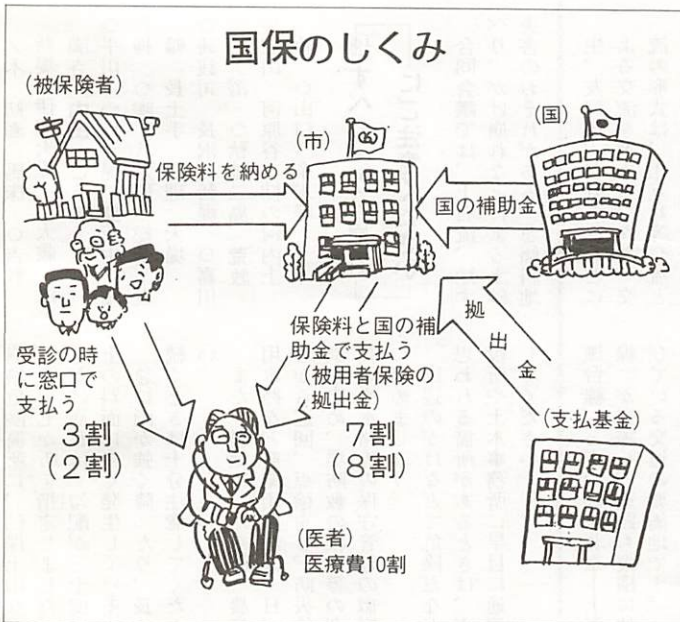 国保のしくみ
(被保険者)
(市)
(国)
保険料を納める
国の補助金
拠出金
受診の時
に窓口で
支払う
3割
(2割)
保険料と国の補
助金で支払う
(被用者保険の
拠出金)
7割
(8割)
(支払基金)
(医者)
医療費10割